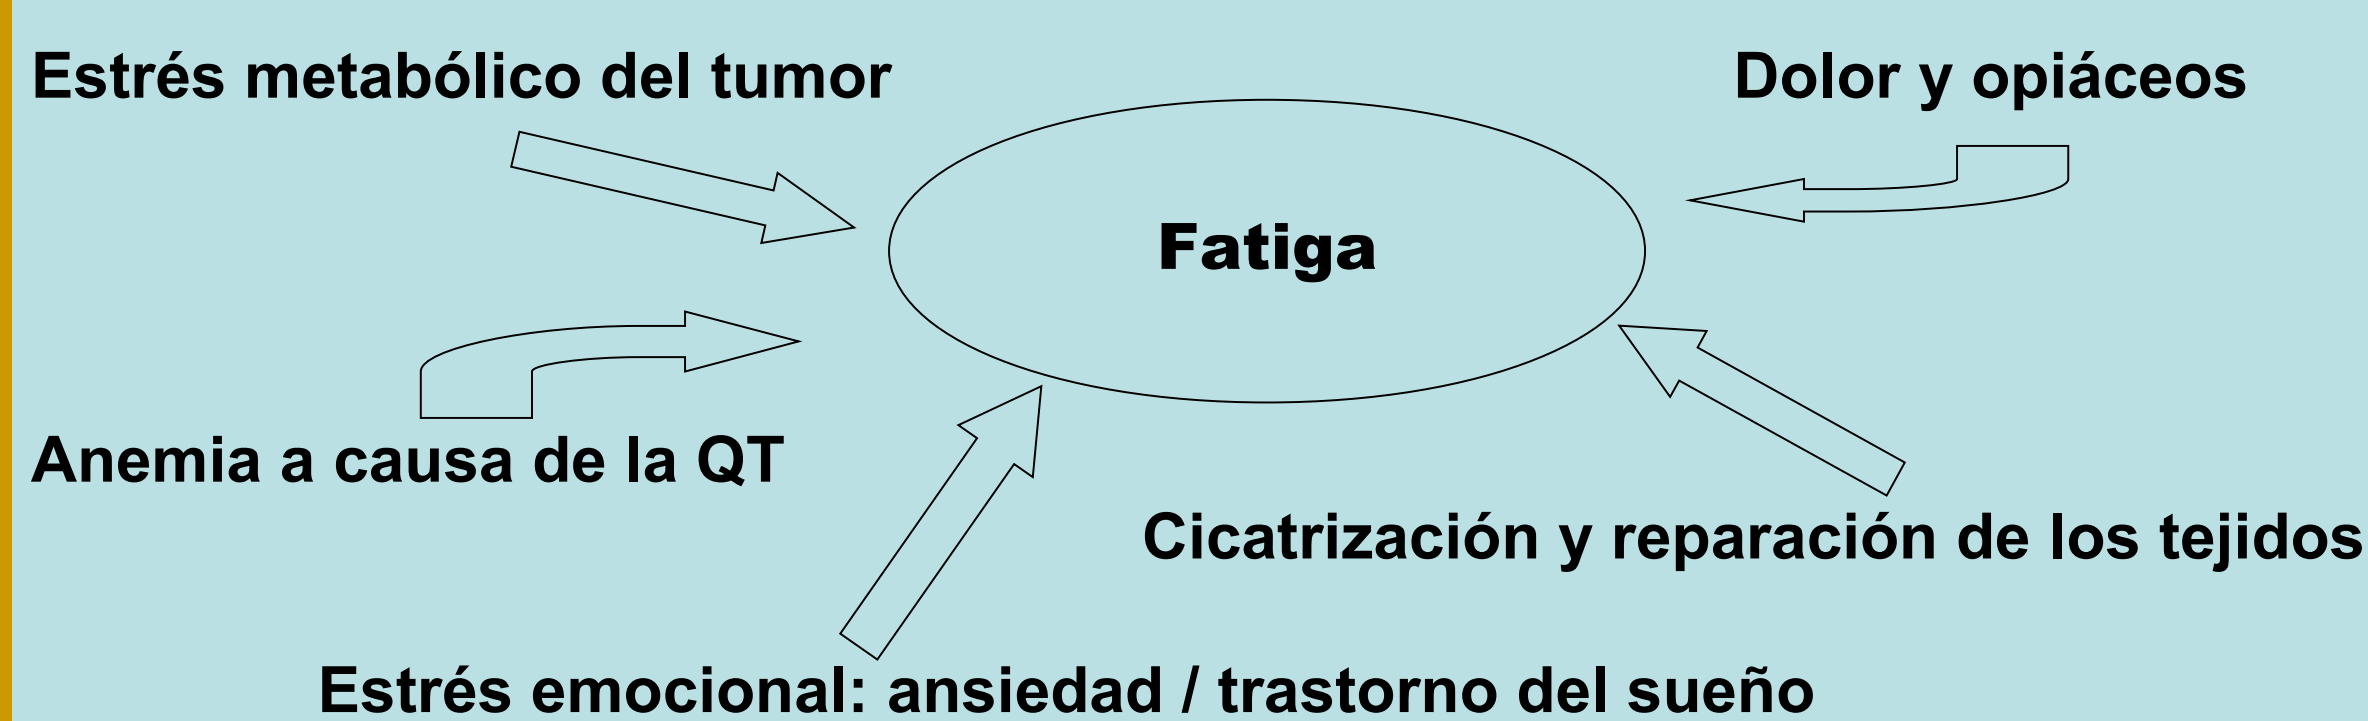 Estrés metabólico del tumor
Dolor y opiáceos
Fatiga
Anemia a causa de la QT
Cicatrización y reparación de los tejidos
Estrés emocional: ansiedad / trastorno del sueño